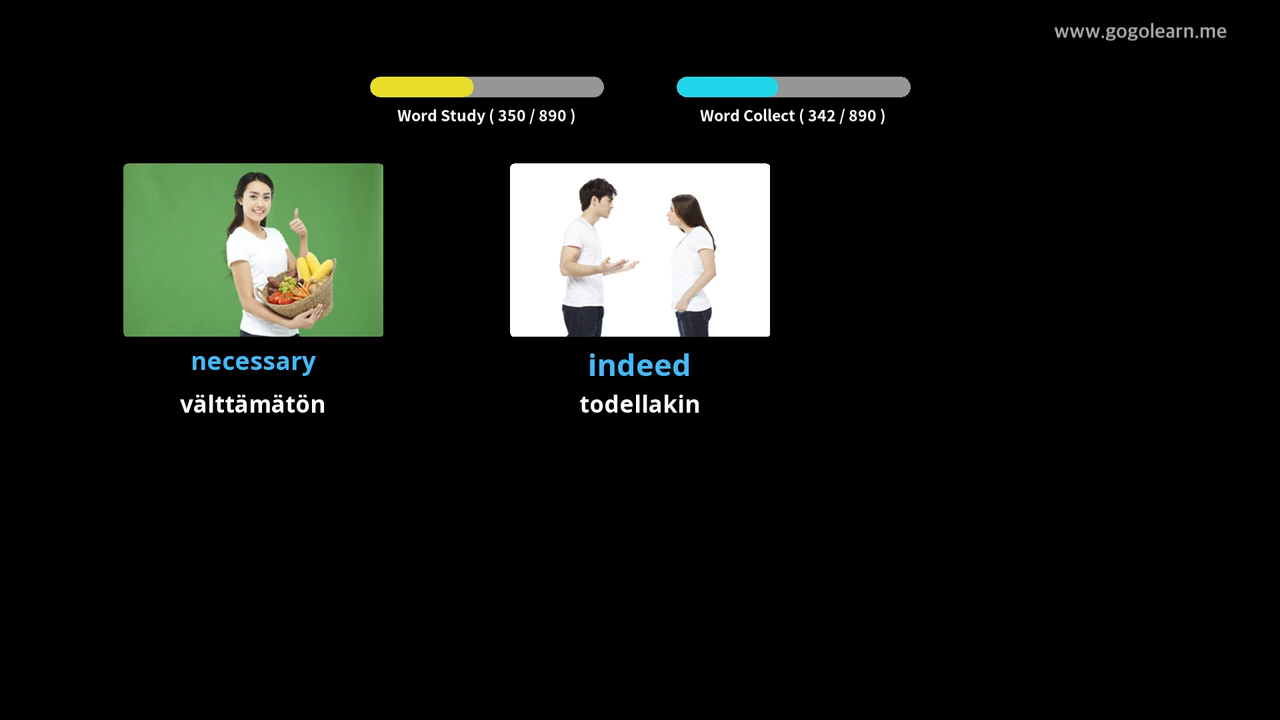 www.gogolearn.me
Word Study ( 350 / 890 )
Word Collect ( 342 / 890 )
necessary
välttämätön
indeed
todellakin